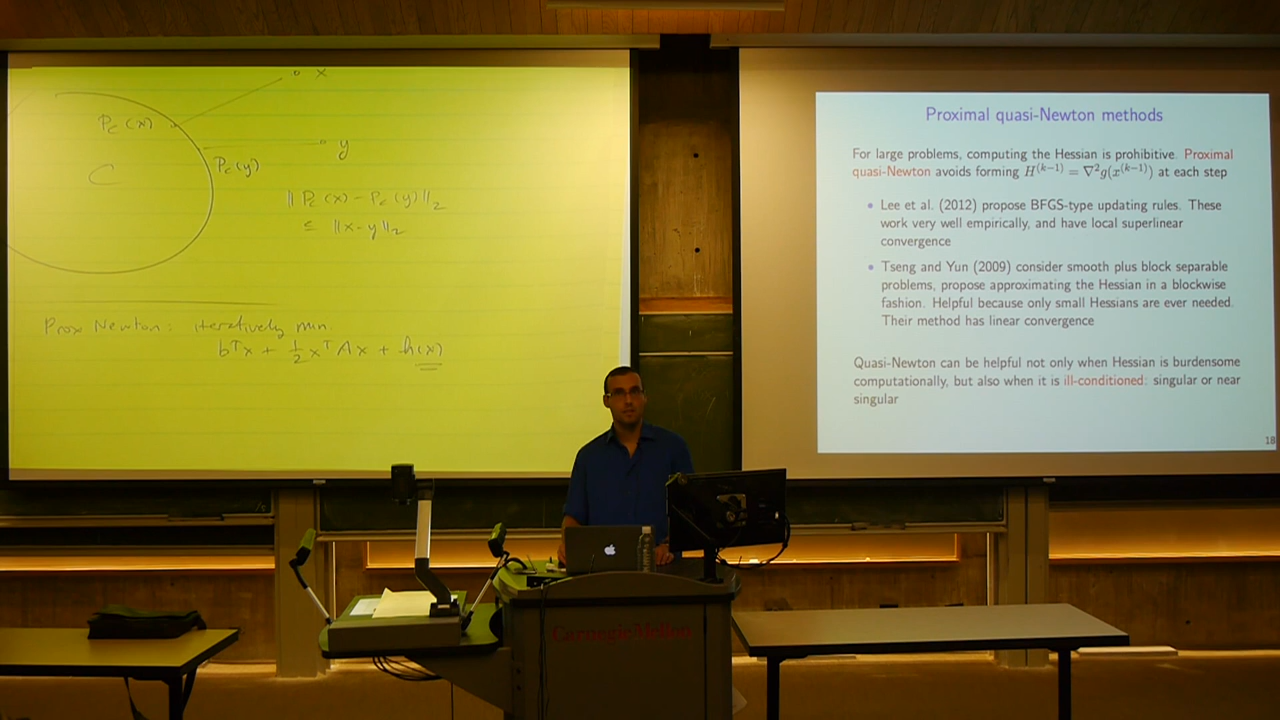 x
P_C(x)
y
C
P_C(y)
|| P_C(x) - P_C(y) ||_2
≤ ||x-y||_2
Prox Newton: iteratively min.
b^T x + 1/2 x^T A x + h(x)
Proximal quasi-Newton methods
For large problems, computing the Hessian is prohibitive. Proximal
quasi-Newton avoids forming H^(k−1) = ∇²g(x^(k−1)) at each step
• Lee et al. (2012) propose BFGS-type updating rules. These
work very well empirically, and have local superlinear
convergence
• Tseng and Yun (2009) consider smooth plus block separable
problems, propose approximating the Hessian in a blockwise
fashion. Helpful because only small Hessians are ever needed.
Their method has linear convergence
Quasi-Newton can be helpful not only when Hessian is burdensome
computationally, but also when it is ill-conditioned: singular or near
singular
18
Carnegie Mellon